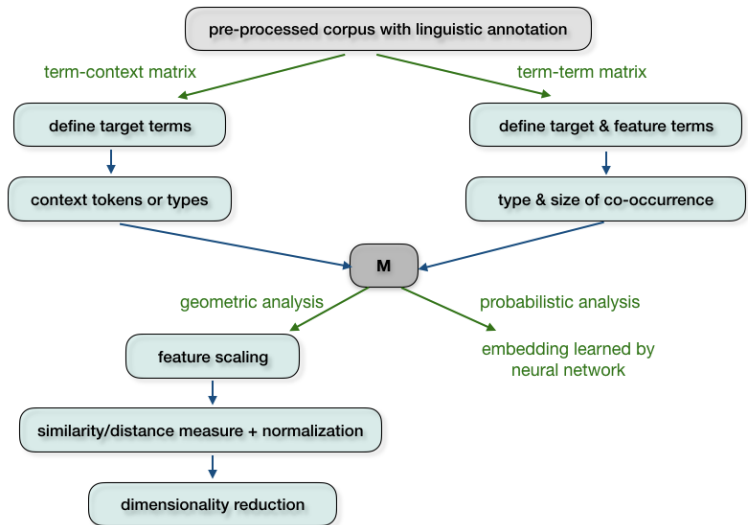 pre-processed corpus with linguistic annotation
term-context matrix
term-term matrix
define target terms
define target & feature terms
context tokens or types
type & size of co-occurrence
M
geometric analysis
probabilistic analysis
feature scaling
embedding learned by
neural network
similarity/distance measure + normalization
dimensionality reduction